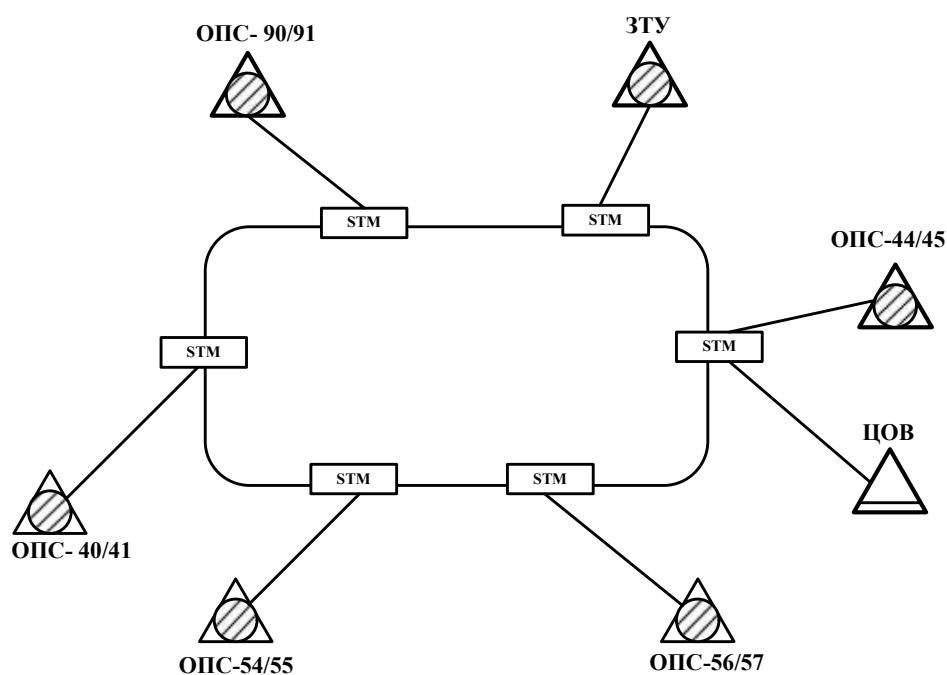 ОПС- 90/91
ЗТУ
STM
STM
ОПС-44/45
STM
STM
ЦОВ
STM
STM
ОПС- 40/41
ОПС-54/55
ОПС-56/57